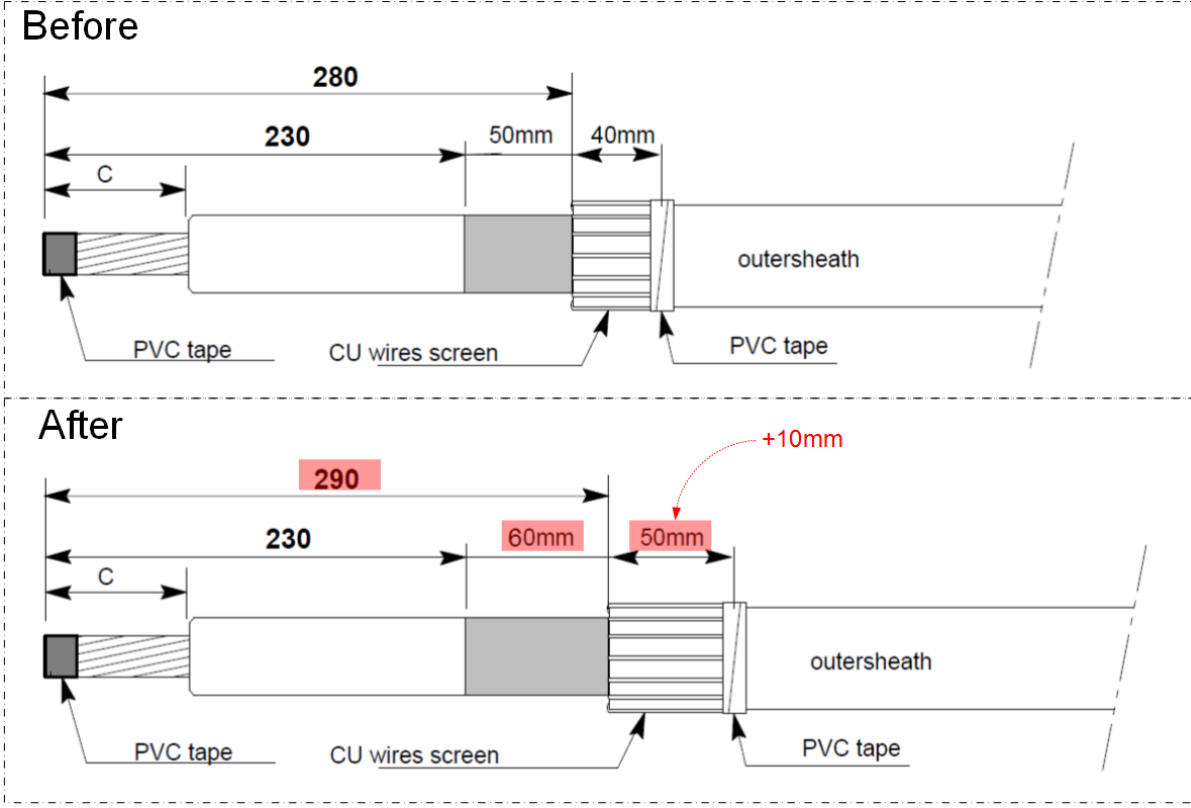 Before
280
230
50mm
40mm
C
outersheath
PVC tape
CU wires screen
PVC tape
After
+10mm
290
230
60mm
50mm
C
outersheath
PVC tape
CU wires screen
PVC tape